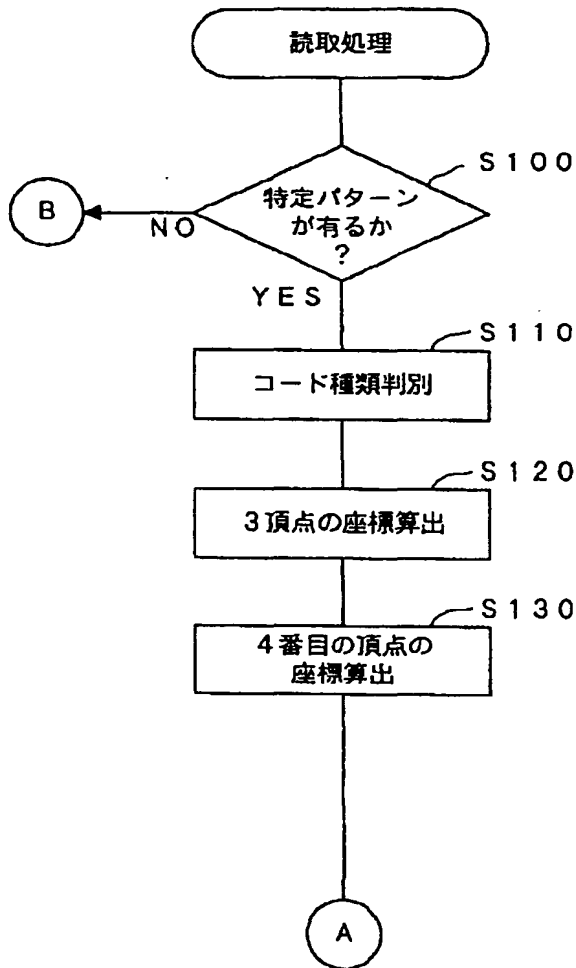 読取処理
S100
特定パターン
が有るか
?
B
NO
YES
S110
コード種類判別
S120
3頂点の座標算出
S130
4番目の頂点の
座標算出
A